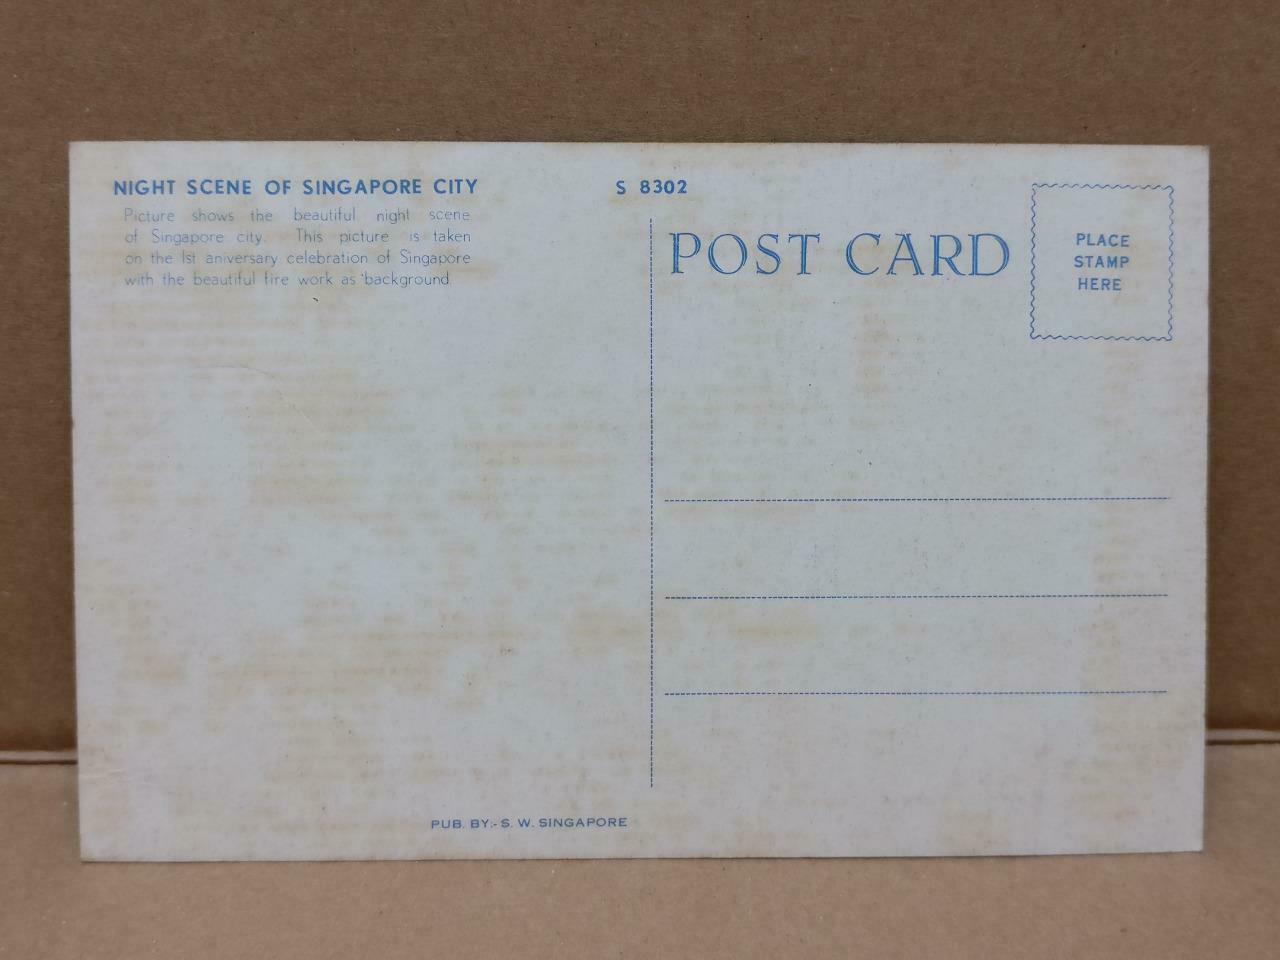 NIGHT SCENE OF SINGAPORE CITY
Picture shows the beautiful night scene
of Singapore city. This picture is taken
on the 1st aniversary celebration of Singapore
with the beautiful fire work as background.
S 8302
POST CARD
PLACE
STAMP
HERE
PUB. BY:- S. W. SINGAPORE